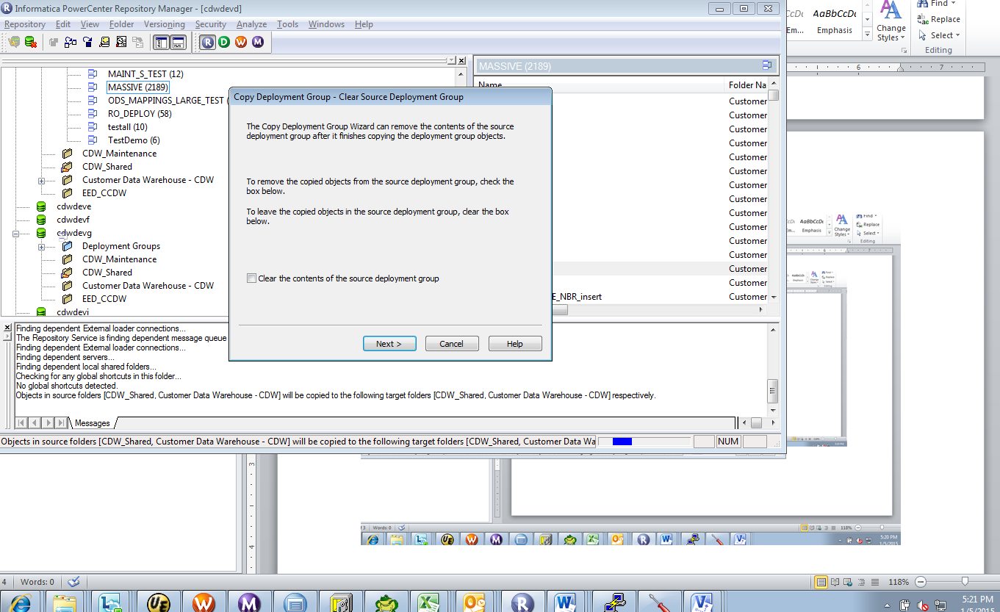 Informatica PowerCenter Repository Manager - [cdwdevd]
Repository Edit View Folder Versioning Security Analyze Tools Windows Help
R D W M
MAINT_S_TEST (12)
MASSIVE (2189)
ODS_MAPPINGS_LARGE_TEST (
RO_DEPLOY (58)
testall (10)
TestDemo (6)
CDW_Maintenance
CDW_Shared
Customer Data Warehouse - CDW
EED_CCDW
cdwdeve
cdwdevf
cdwdevg
Deployment Groups
CDW_Maintenance
CDW_Shared
Customer Data Warehouse - CDW
EED_CCDW
cdwdevi
MASSIVE (2189)
Name Folder Na
Customer
Customer
Customer
Customer
Customer
Customer
Customer
Customer
Customer
Customer
Customer
Customer
Customer
Customer
E_NBR_insert Customer
Copy Deployment Group - Clear Source Deployment Group
The Copy Deployment Group Wizard can remove the contents of the source
deployment group after it finishes copying the deployment group objects.
To remove the copied objects from the source deployment group, check the
box below.
To leave the copied objects in the source deployment group, clear the box
below.
Clear the contents of the source deployment group
Next > Cancel Help
Finding dependent External loader connections...
The Repository Service is finding dependent message queue
Finding dependent External loader connections...
Finding dependent servers...
Finding dependent local shared folders...
Checking for any global shortcuts in this folder...
No global shortcuts detected.
Objects in source folders [CDW_Shared, Customer Data Warehouse - CDW] will be copied to the following target folders [CDW_Shared, Customer Data Warehouse - CDW] respectively.
Messages
Objects in source folders [CDW_Shared, Customer Data Warehouse - CDW] will be copied to the following target folders [CDW_Shared, Customer Data Wa
NUM
CcDc AaBbCcDc
Em... Emphasis
Change
Styles
Find
Replace
Select
Editing
6 7
AaBbCcDc
Em... Emphasis
Change
Styles
Find
Replace
Select
Editing
3
4
Words: 0 118%
5:20 PM
1/5/2015
4 Words: 0 118%
5:21 PM
1/5/2015